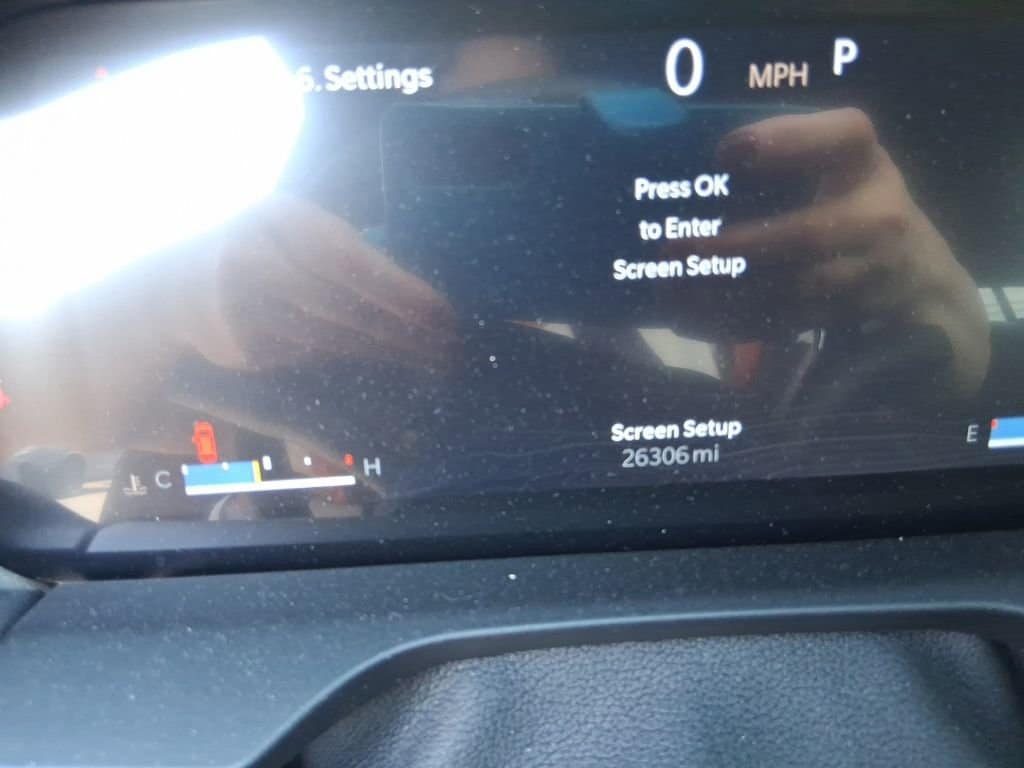 6. Settings
0 MPH P
Press OK
to Enter
Screen Setup
Screen Setup
26306 mi
C H
E